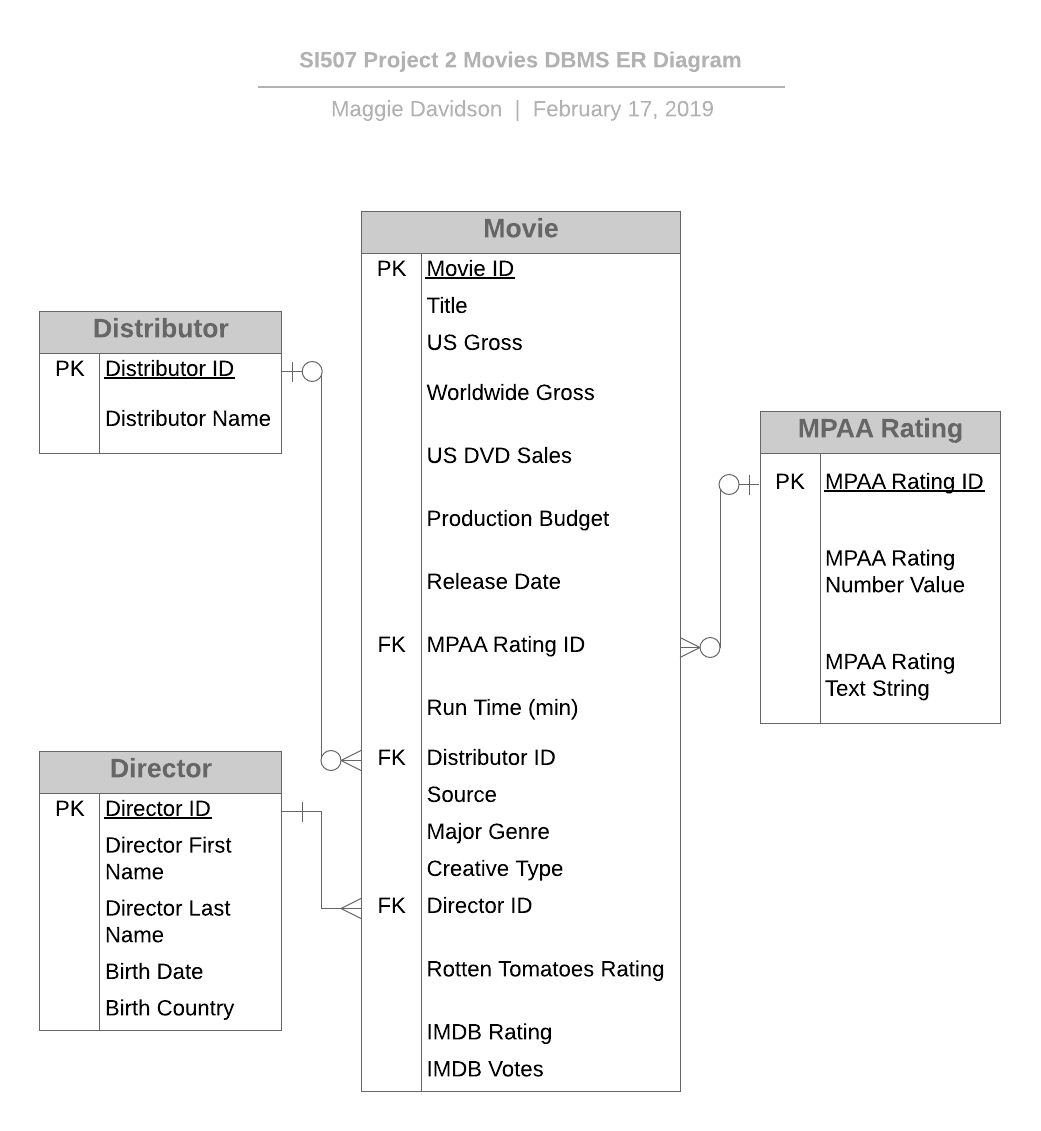 SI507 Project 2 Movies DBMS ER Diagram
Maggie Davidson | February 17, 2019
Movie
PK Movie ID
Title
US Gross
Worldwide Gross
US DVD Sales
Production Budget
Release Date
FK MPAA Rating ID
Run Time (min)
FK Distributor ID
Source
Major Genre
Creative Type
FK Director ID
Rotten Tomatoes Rating
IMDB Rating
IMDB Votes
Distributor
PK Distributor ID
Distributor Name
Director
PK Director ID
Director First
Name
Director Last
Name
Birth Date
Birth Country
MPAA Rating
PK MPAA Rating ID
MPAA Rating
Number Value
MPAA Rating
Text String